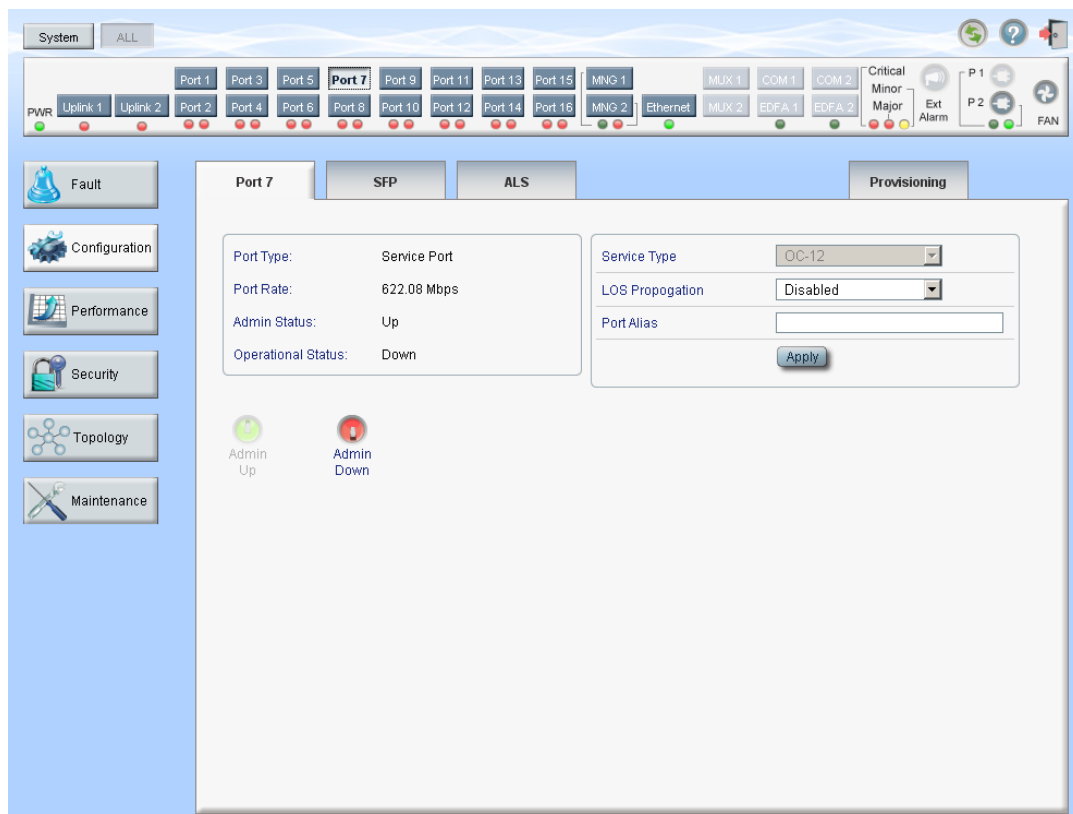 System ALL
Port 1 Port 3 Port 5 Port 7 Port 9 Port 11 Port 13 Port 15 MNG 1 MUX 1 COM 1 COM 2 Critical P 1
Minor
PWR Uplink 1 Uplink 2 Port 2 Port 4 Port 6 Port 8 Port 10 Port 12 Port 14 Port 16 MNG 2 Ethernet MUX 2 EDFA 1 EDFA 2 Major Ext P 2
Alarm FAN
Fault
Configuration
Performance
Security
Topology
Maintenance
Port 7 SFP ALS Provisioning
Port Type: Service Port
Port Rate: 622.08 Mbps
Admin Status: Up
Operational Status: Down
Service Type OC-12
LOS Propogation Disabled
Port Alias
Apply
Admin
Up
Admin
Down